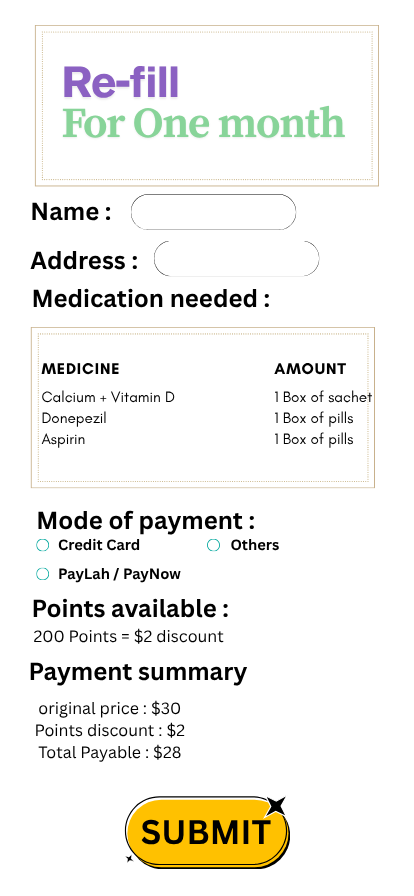 Re-fill
For One month
Name :
Address :
Medication needed :
MEDICINE AMOUNT
Calcium + Vitamin D 1 Box of sachet
Donepezil 1 Box of pills
Aspirin 1 Box of pills
Mode of payment :
Credit Card Others
PayLah / PayNow
Points available :
200 Points = $2 discount
Payment summary
original price : $30
Points discount : $2
Total Payable : $28
SUBMIT